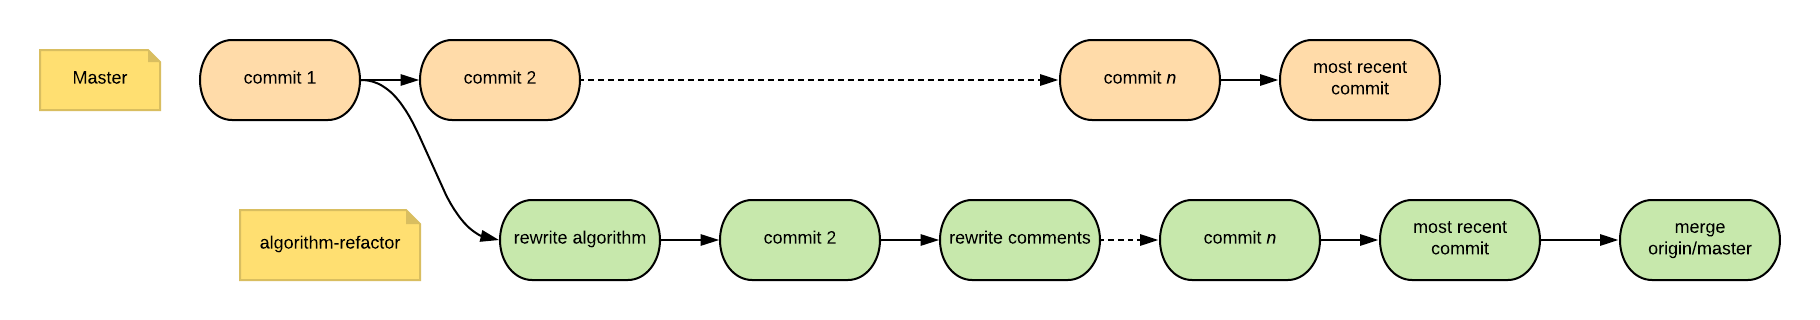 Master
commit 1
commit 2
commit n
most recent
commit
algorithm-refactor
rewrite algorithm
commit 2
rewrite comments
commit n
most recent
commit
merge
origin/master